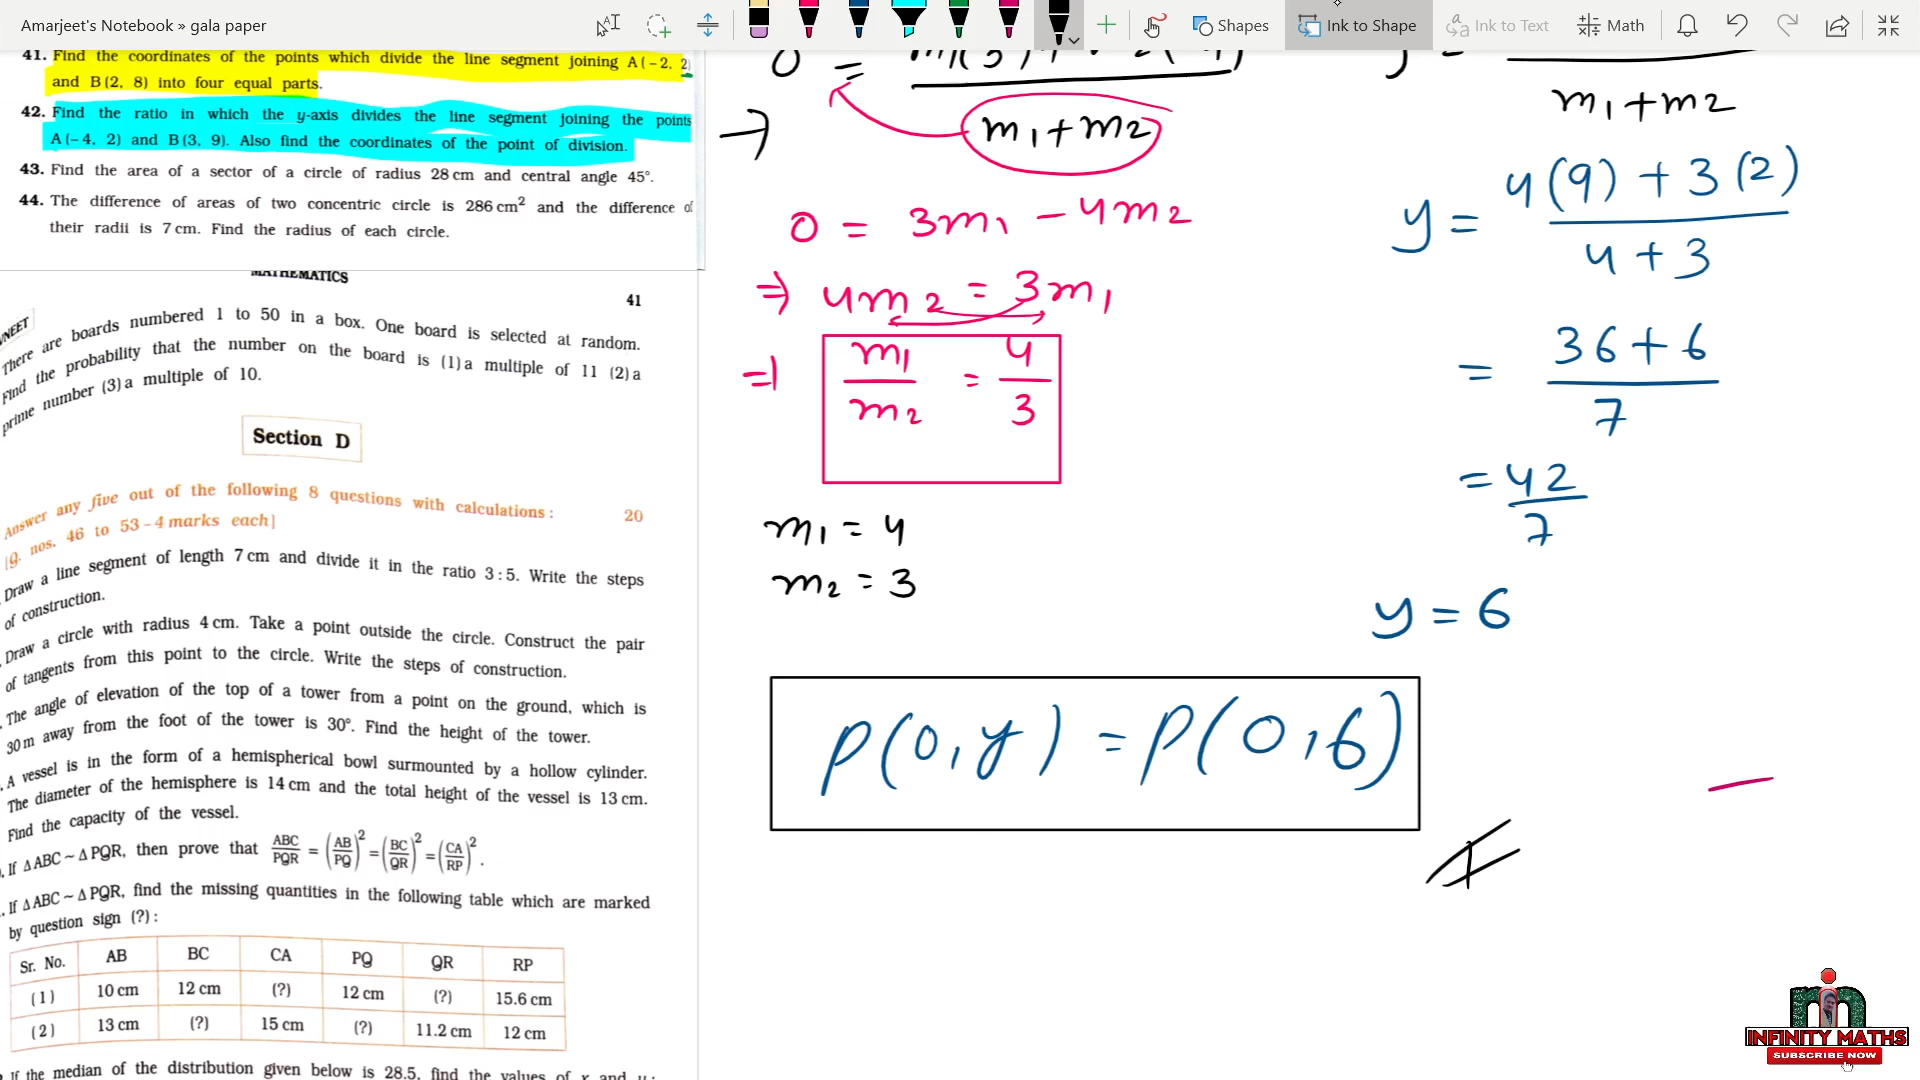 Amarjeet's Notebook » gala paper
Shapes
Ink to Shape
Ink to Text
Math
41. Find the coordinates of the points which divide the line segment joining A(−2, 2)
and B(2, 8) into four equal parts.
42. Find the ratio in which the y-axis divides the line segment joining the points
A(−4, 2) and B(3, 9). Also find the coordinates of the point of division.
43. Find the area of a sector of a circle of radius 28 cm and central angle 45°.
44. The difference of areas of two concentric circle is 286 cm² and the difference of
their radii is 7 cm. Find the radius of each circle.
MATHEMATICS
41
There are boards numbered 1 to 50 in a box. One board is selected at random.
Find the probability that the number on the board is (1) a multiple of 11 (2) a
prime number (3) a multiple of 10.
Section D
Answer any five out of the following 8 questions with calculations: 20
[Q. nos. 46 to 53 - 4 marks each]
Draw a line segment of length 7 cm and divide it in the ratio 3 : 5. Write the steps
of construction.
Draw a circle with radius 4 cm. Take a point outside the circle. Construct the pair
of tangents from this point to the circle. Write the steps of construction.
The angle of elevation of the top of a tower from a point on the ground, which is
30 m away from the foot of the tower is 30°. Find the height of the tower.
A vessel is in the form of a hemispherical bowl surmounted by a hollow cylinder.
The diameter of the hemisphere is 14 cm and the total height of the vessel is 13 cm.
Find the capacity of the vessel.
If ΔABC ~ ΔPQR, then prove that ABC/PQR = (AB/PQ)² = (BC/QR)² = (CA/RP)².
If ΔABC ~ ΔPQR, find the missing quantities in the following table which are marked
by question sign (?):
Sr. No. AB BC CA PQ QR RP
(1) 10 cm 12 cm (?) 12 cm (?) 15.6 cm
(2) 13 cm (?) 15 cm (?) 11.2 cm 12 cm
If the median of the distribution given below is 28.5, find the values of x and y:
m1+m2
0 = 3m1 − 4m2
⇒ 4m2 = 3m1
⇒ m1/m2 = 4/3
m1 = 4
m2 = 3
m1+m2
y = 4(9) + 3(2) / 4+3
= 36+6 / 7
= 42/7
y = 6
P(0, y) = P(0, 6)
INFINITY MATHS
SUBSCRIBE NOW